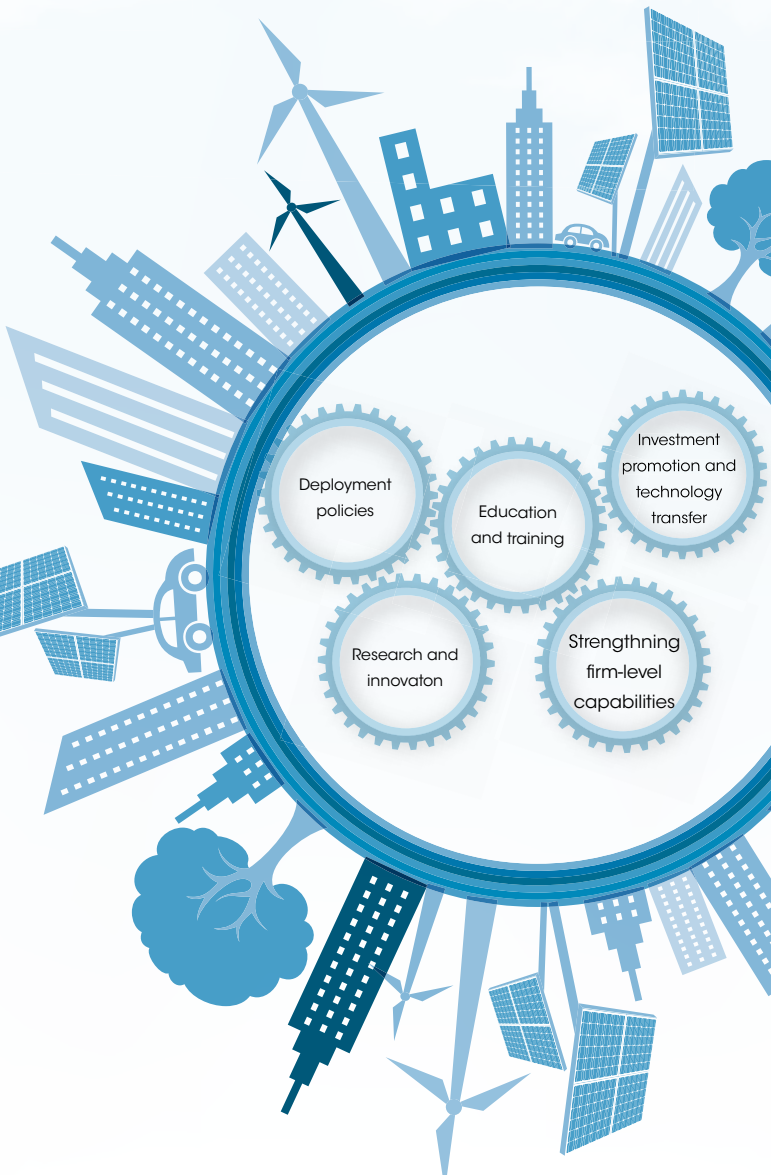 Deployment
policies
Education
and training
Investment
promotion and
technology
transfer
Research and
innovaton
Strengthning
firm-level
capabilities